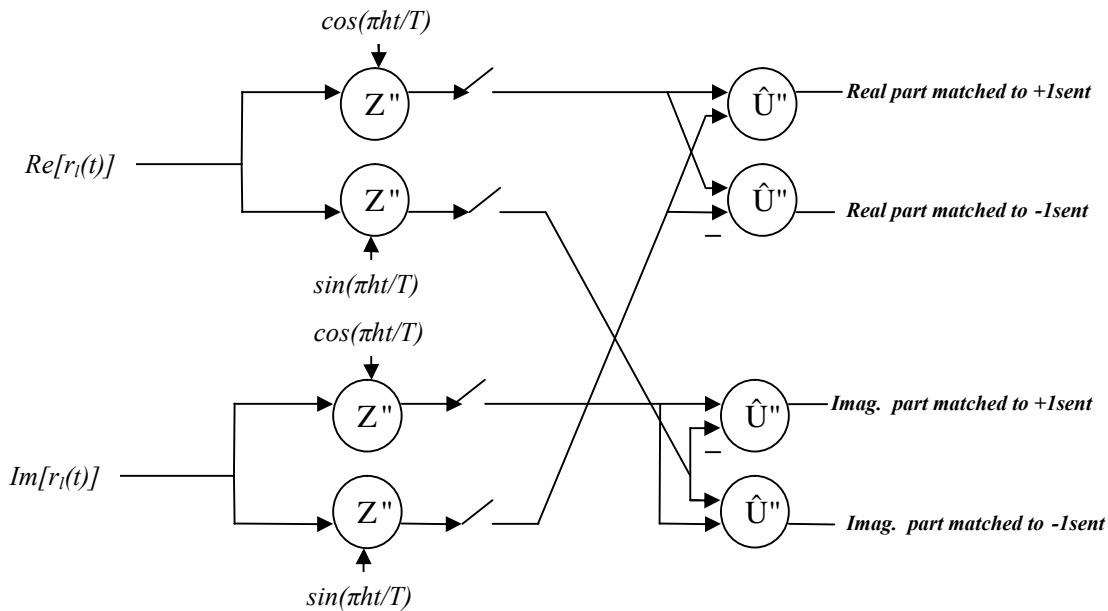 cos(πht/T)
Z"
Û"
Real part matched to +1sent
Re[rl(t)]
Z"
Û"
Real part matched to -1sent
–
sin(πht/T)
cos(πht/T)
Z"
Û"
Imag. part matched to +1sent
–
Im[rl(t)]
Z"
Û"
Imag. part matched to -1sent
sin(πht/T)